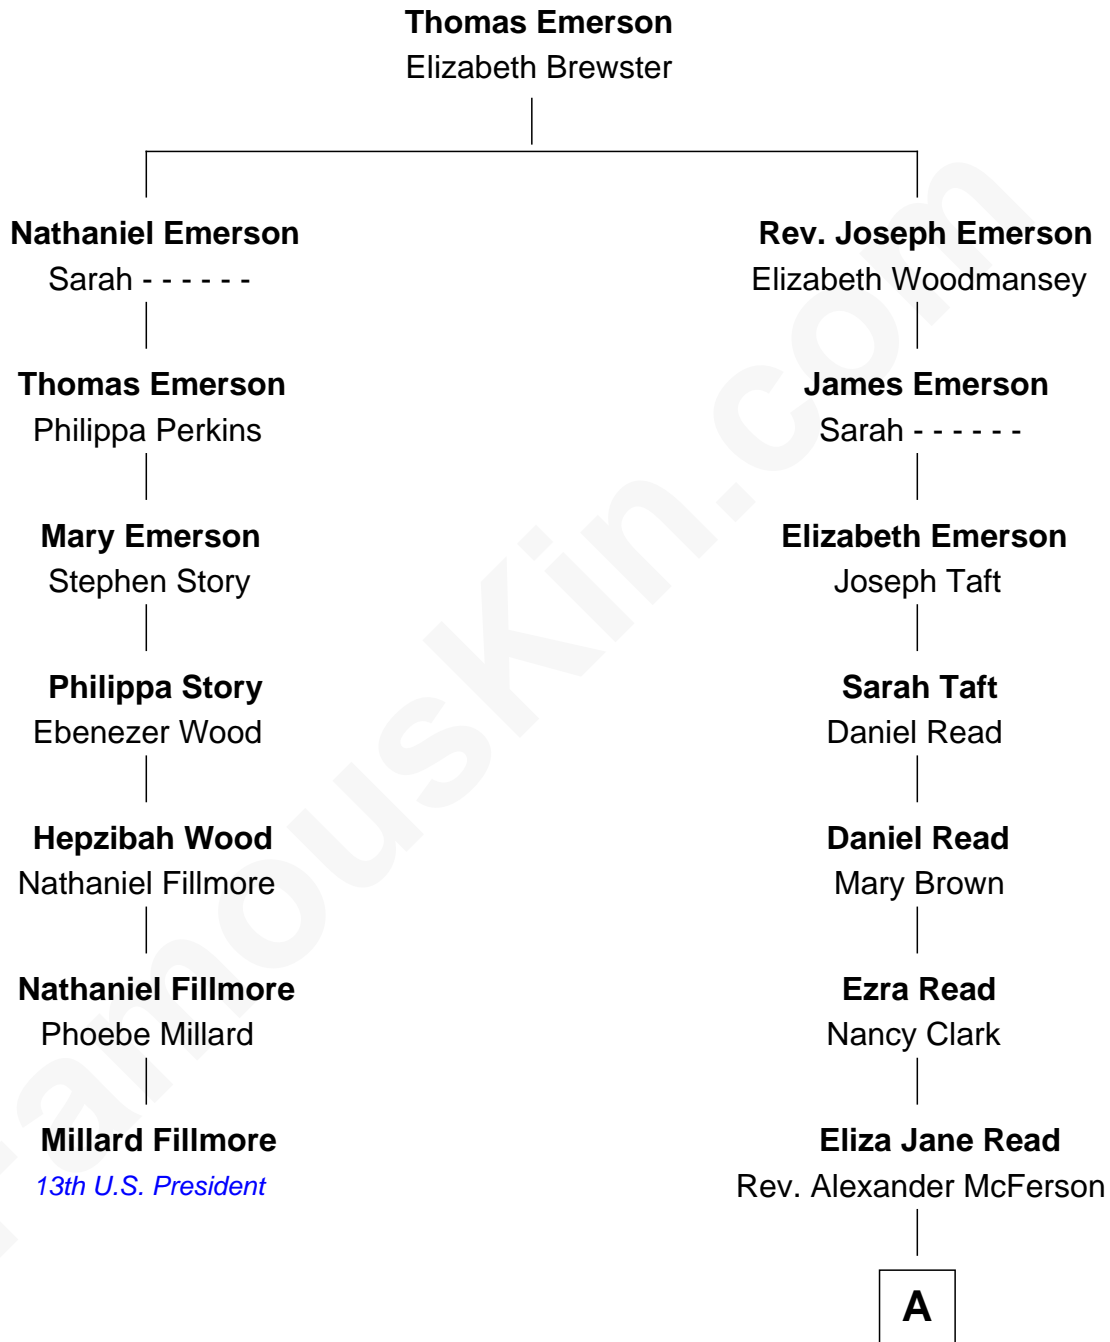 Thomas Emerson
Elizabeth Brewster
Nathaniel Emerson
Sarah - - - - - -
Rev. Joseph Emerson
Elizabeth Woodmansey
Thomas Emerson
Philippa Perkins
James Emerson
Sarah - - - - - -
Mary Emerson
Stephen Story
Elizabeth Emerson
Joseph Taft
Philippa Story
Ebenezer Wood
Sarah Taft
Daniel Read
Hepzibah Wood
Nathaniel Fillmore
Daniel Read
Mary Brown
Nathaniel Fillmore
Phoebe Millard
Ezra Read
Nancy Clark
Millard Fillmore
13th U.S. President
Eliza Jane Read
Rev. Alexander McFerson
A
FamousKin.com